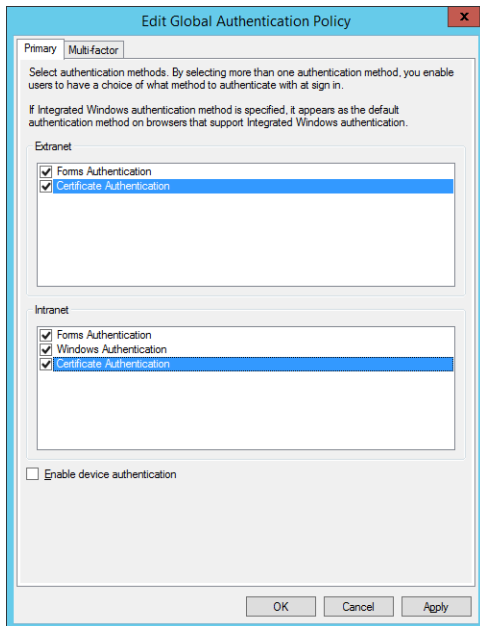 Edit Global Authentication Policy
x
Primary
Multi-factor
Select authentication methods. By selecting more than one authentication method, you enable
users to have a choice of what method to authenticate with at sign in.
If Integrated Windows authentication method is specified, it appears as the default
authentication method on browsers that support Integrated Windows authentication.
Extranet
Forms Authentication
Certificate Authentication
Intranet
Forms Authentication
Windows Authentication
Certificate Authentication
Enable device authentication
OK
Cancel
Apply